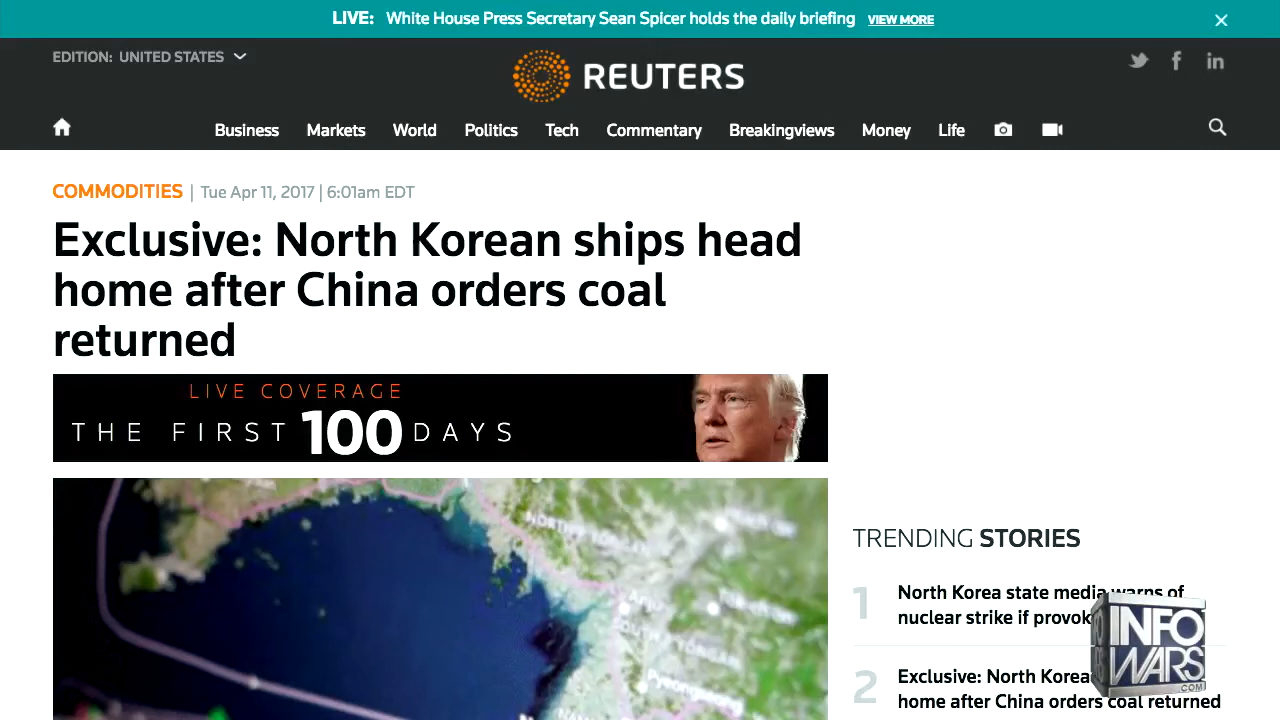 LIVE: White House Press Secretary Sean Spicer holds the daily briefing VIEW MORE
EDITION: UNITED STATES
REUTERS
Business Markets World Politics Tech Commentary Breakingviews Money Life
COMMODITIES | Tue Apr 11, 2017 | 6:01am EDT
Exclusive: North Korean ships head
home after China orders coal
returned
LIVE COVERAGE
THE FIRST 100 DAYS
TRENDING STORIES
1 North Korea state media warns of
nuclear strike if provok
2 Exclusive: North Korea
home after China orders coal returned
INFO
WARS
.COM